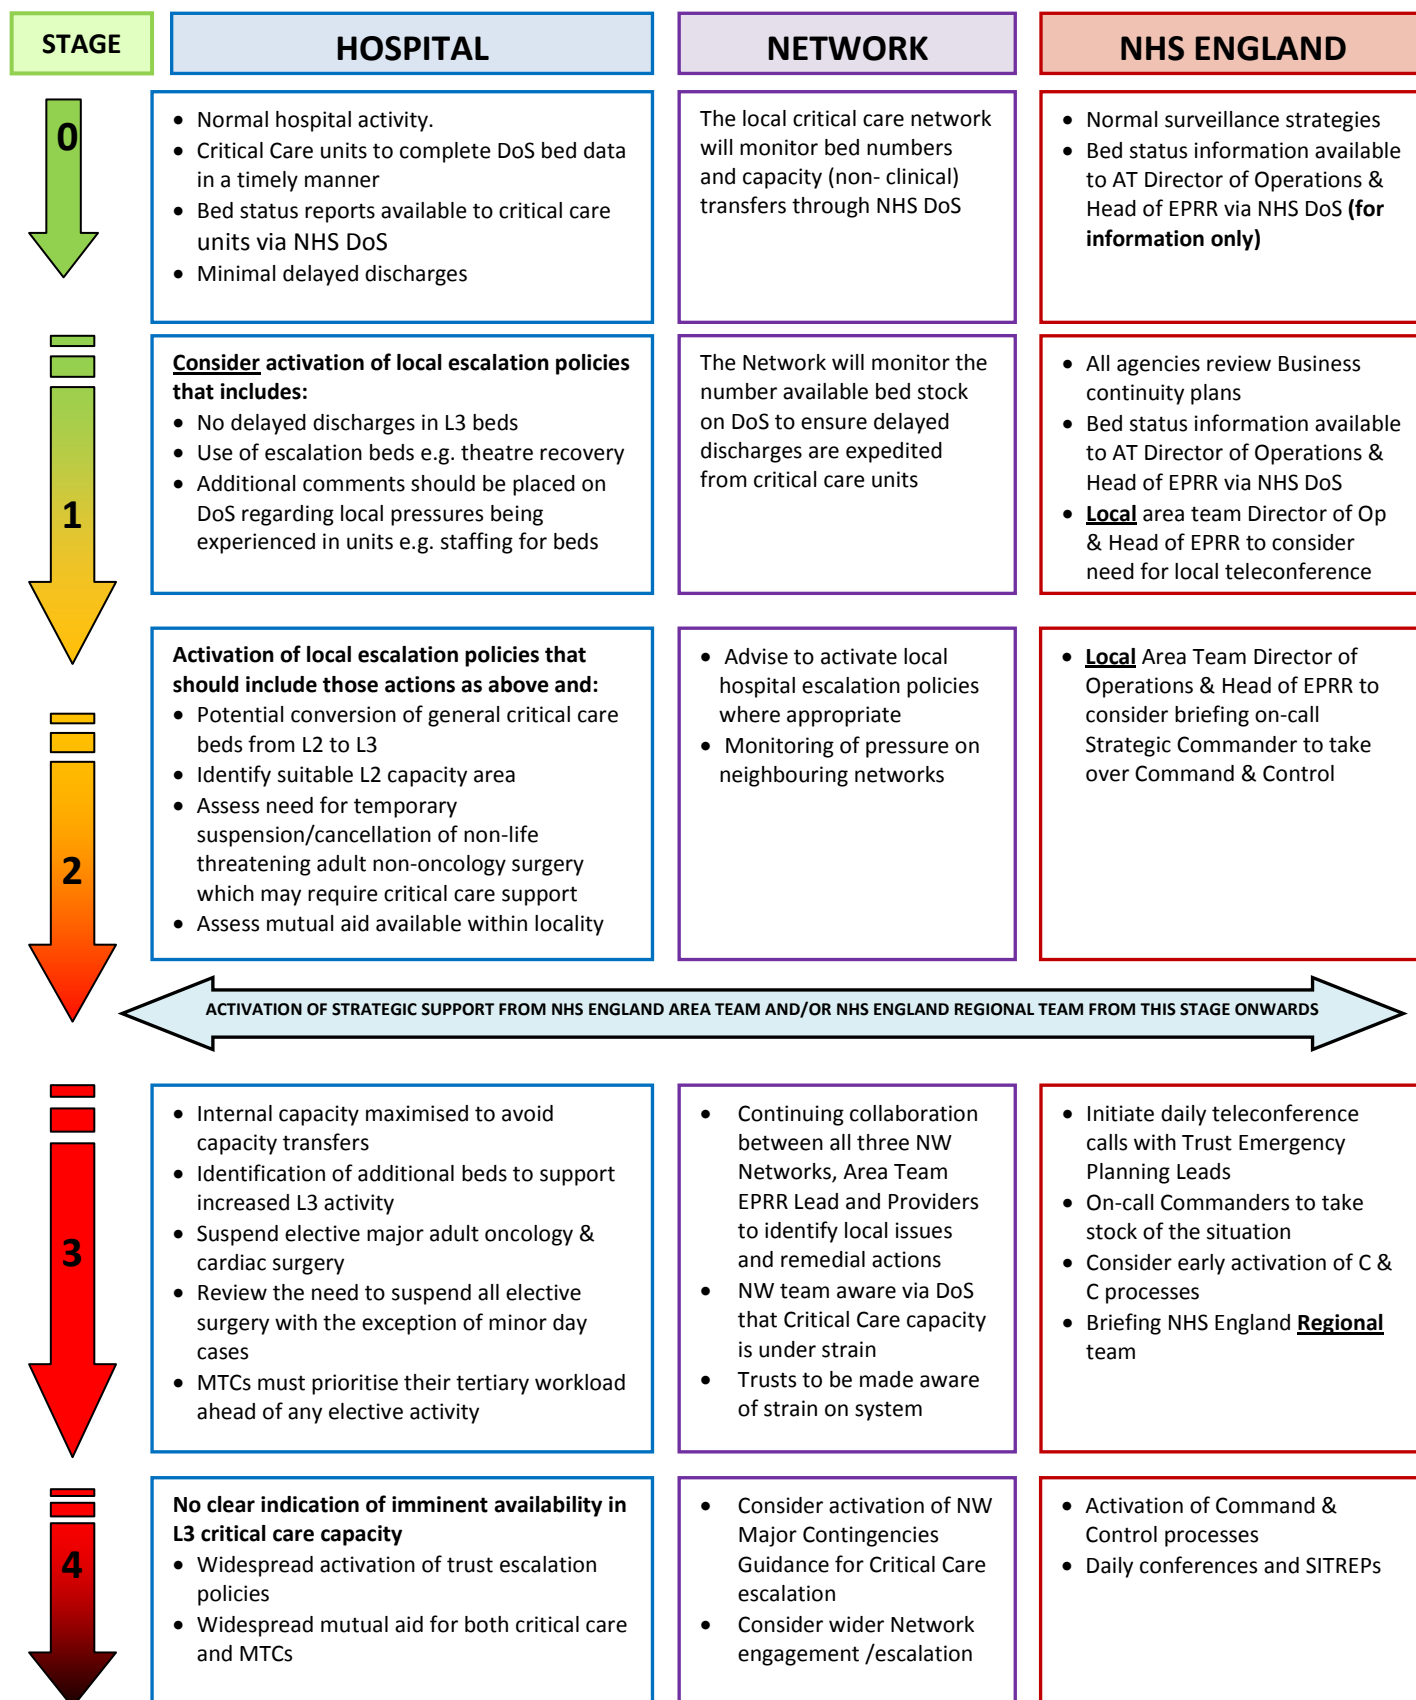 STAGE
HOSPITAL
NETWORK
NHS ENGLAND
0
• Normal hospital activity.
• Critical Care units to complete DoS bed data
in a timely manner
• Bed status reports available to critical care
units via NHS DoS
• Minimal delayed discharges
The local critical care network
will monitor bed numbers
and capacity (non- clinical)
transfers through NHS DoS
• Normal surveillance strategies
• Bed status information available
to AT Director of Operations &
Head of EPRR via NHS DoS (for
information only)
1
Consider activation of local escalation policies
that includes:
• No delayed discharges in L3 beds
• Use of escalation beds e.g. theatre recovery
• Additional comments should be placed on
DoS regarding local pressures being
experienced in units e.g. staffing for beds
The Network will monitor the
number available bed stock
on DoS to ensure delayed
discharges are expedited
from critical care units
• All agencies review Business
continuity plans
• Bed status information available
to AT Director of Operations &
Head of EPRR via NHS DoS
• Local area team Director of Op
& Head of EPRR to consider
need for local teleconference
2
Activation of local escalation policies that
should include those actions as above and:
• Potential conversion of general critical care
beds from L2 to L3
• Identify suitable L2 capacity area
• Assess need for temporary
suspension/cancellation of non-life
threatening adult non-oncology surgery
which may require critical care support
• Assess mutual aid available within locality
• Advise to activate local
hospital escalation policies
where appropriate
• Monitoring of pressure on
neighbouring networks
• Local Area Team Director of
Operations & Head of EPRR to
consider briefing on-call
Strategic Commander to take
over Command & Control
ACTIVATION OF STRATEGIC SUPPORT FROM NHS ENGLAND AREA TEAM AND/OR NHS ENGLAND REGIONAL TEAM FROM THIS STAGE ONWARDS
3
• Internal capacity maximised to avoid
capacity transfers
• Identification of additional beds to support
increased L3 activity
• Suspend elective major adult oncology &
cardiac surgery
• Review the need to suspend all elective
surgery with the exception of minor day
cases
• MTCs must prioritise their tertiary workload
ahead of any elective activity
• Continuing collaboration
between all three NW
Networks, Area Team
EPRR Lead and Providers
to identify local issues
and remedial actions
• NW team aware via DoS
that Critical Care capacity
is under strain
• Trusts to be made aware
of strain on system
• Initiate daily teleconference
calls with Trust Emergency
Planning Leads
• On-call Commanders to take
stock of the situation
• Consider early activation of C &
C processes
• Briefing NHS England Regional
team
4
No clear indication of imminent availability in
L3 critical care capacity
• Widespread activation of trust escalation
policies
• Widespread mutual aid for both critical care
and MTCs
• Consider activation of NW
Major Contingencies
Guidance for Critical Care
escalation
• Consider wider Network
engagement /escalation
• Activation of Command &
Control processes
• Daily conferences and SITREPs